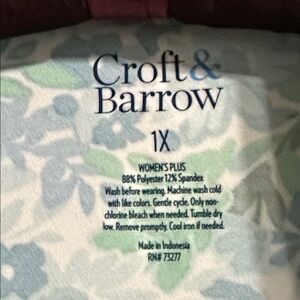 Croft&
Barrow
1X
WOMEN'S PLUS
88% Polyester 12% Spandex
Wash before wearing. Machine wash cold
with like colors. Gentle cycle. Only non-
chlorine bleach when needed. Tumble dry
low. Remove promptly. Cool iron if needed.
Made in Indonesia
RN# 73277